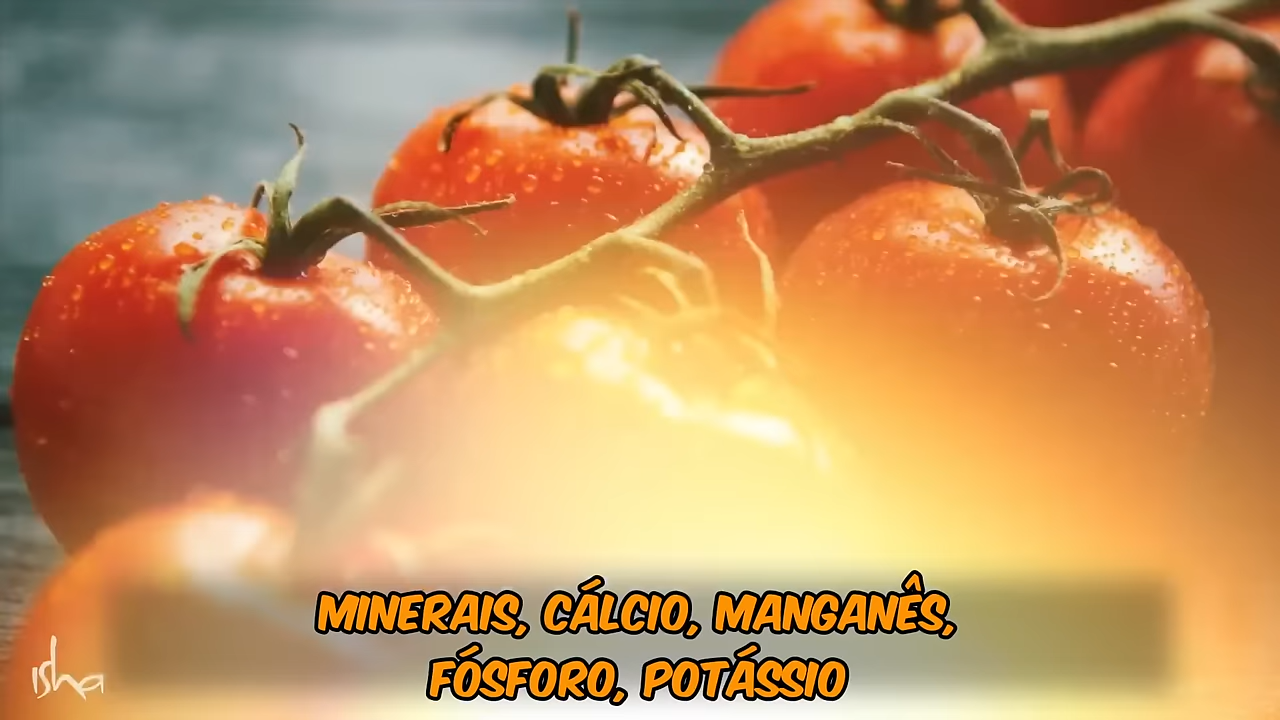 MINERAIS, CÁLCIO, MANGANÊS,
FÓSFORO, POTÁSSIO
isha